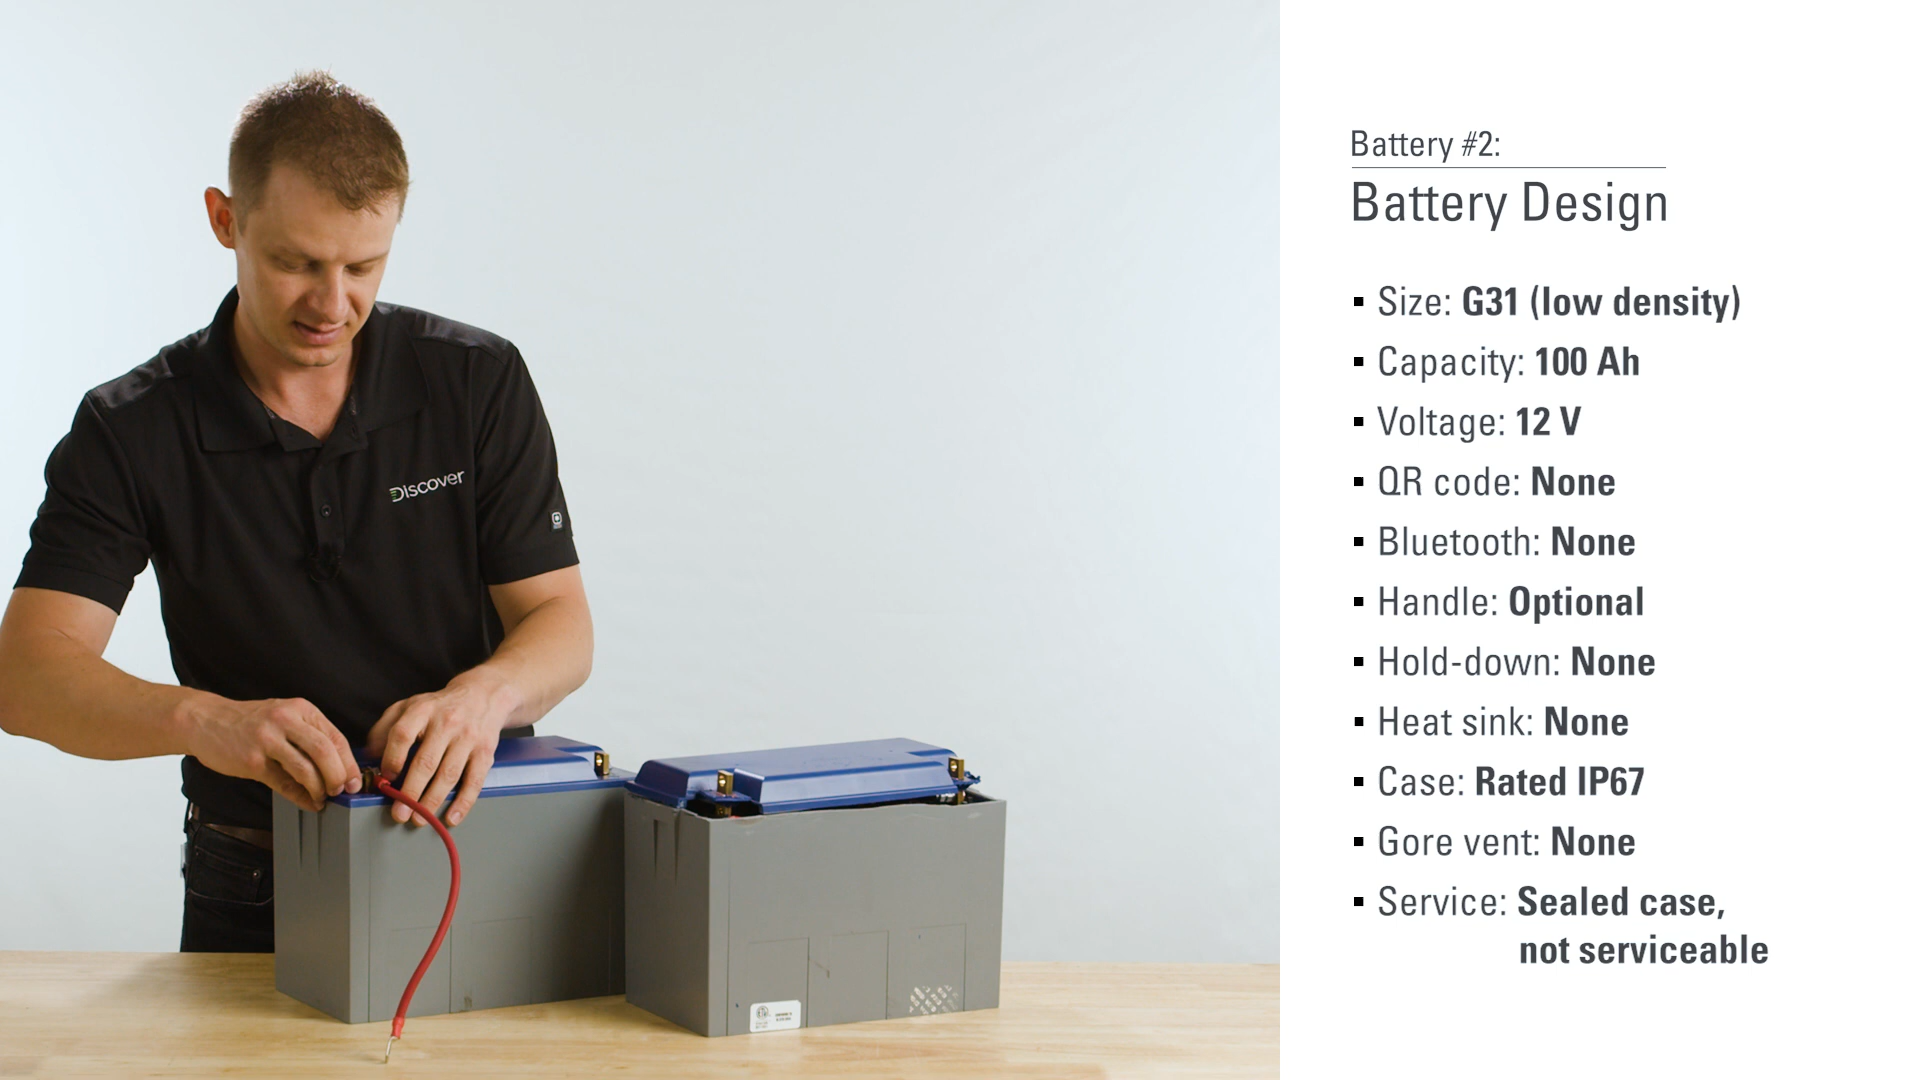 Battery #2:
Battery Design
▪ Size: G31 (low density)
▪ Capacity: 100 Ah
▪ Voltage: 12 V
▪ QR code: None
▪ Bluetooth: None
▪ Handle: Optional
▪ Hold-down: None
▪ Heat sink: None
▪ Case: Rated IP67
▪ Gore vent: None
▪ Service: Sealed case,
not serviceable
Discover